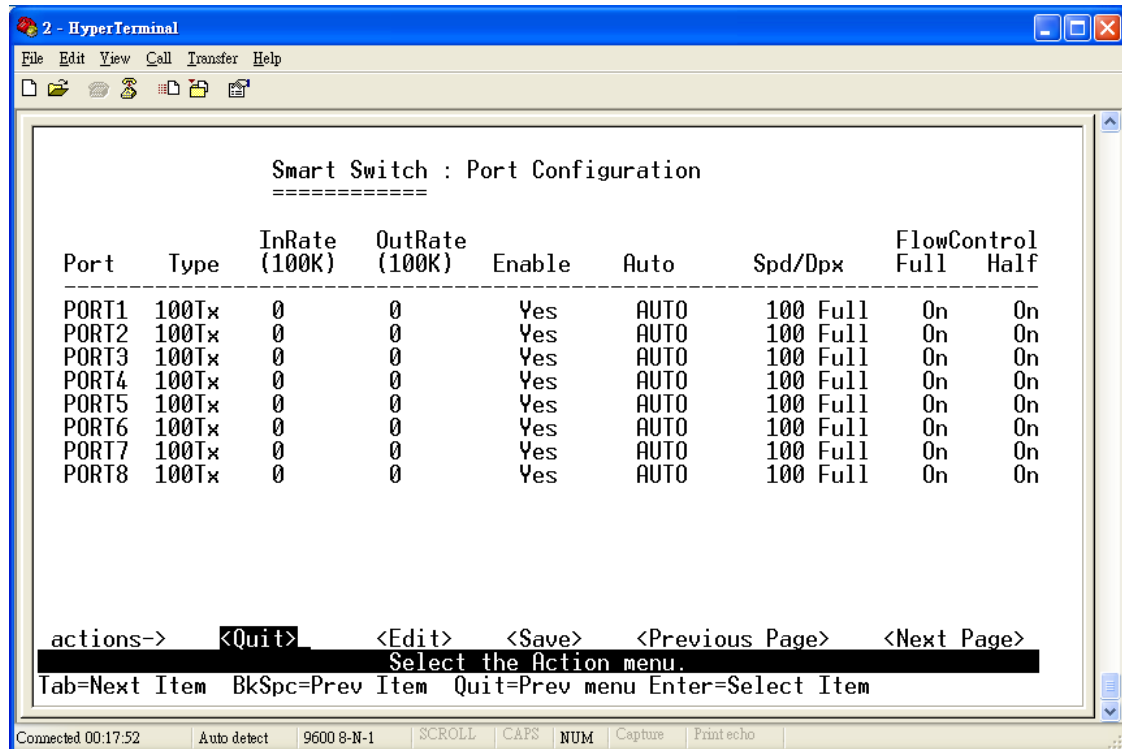 2 - HyperTerminal
File Edit View Call Transfer Help
Smart Switch : Port Configuration
============
InRate OutRate FlowControl
Port Type (100K) (100K) Enable Auto Spd/Dpx Full Half
---------------------------------------------------------------------------
PORT1 100Tx 0 0 Yes AUTO 100 Full On On
PORT2 100Tx 0 0 Yes AUTO 100 Full On On
PORT3 100Tx 0 0 Yes AUTO 100 Full On On
PORT4 100Tx 0 0 Yes AUTO 100 Full On On
PORT5 100Tx 0 0 Yes AUTO 100 Full On On
PORT6 100Tx 0 0 Yes AUTO 100 Full On On
PORT7 100Tx 0 0 Yes AUTO 100 Full On On
PORT8 100Tx 0 0 Yes AUTO 100 Full On On
actions-> <Quit> <Edit> <Save> <Previous Page> <Next Page>
Select the Action menu.
Tab=Next Item BkSpc=Prev Item Quit=Prev menu Enter=Select Item
Connected 00:17:52 Auto detect 9600 8-N-1 SCROLL CAPS NUM Capture Print echo